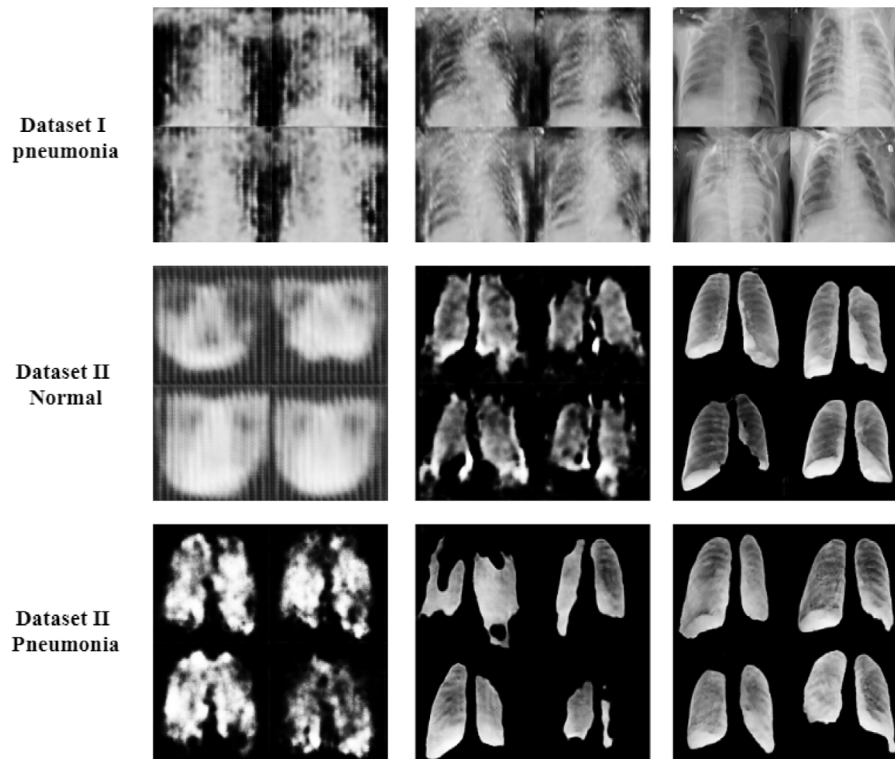 Dataset I
pneumonia
Dataset II
Normal
Dataset II
Pneumonia